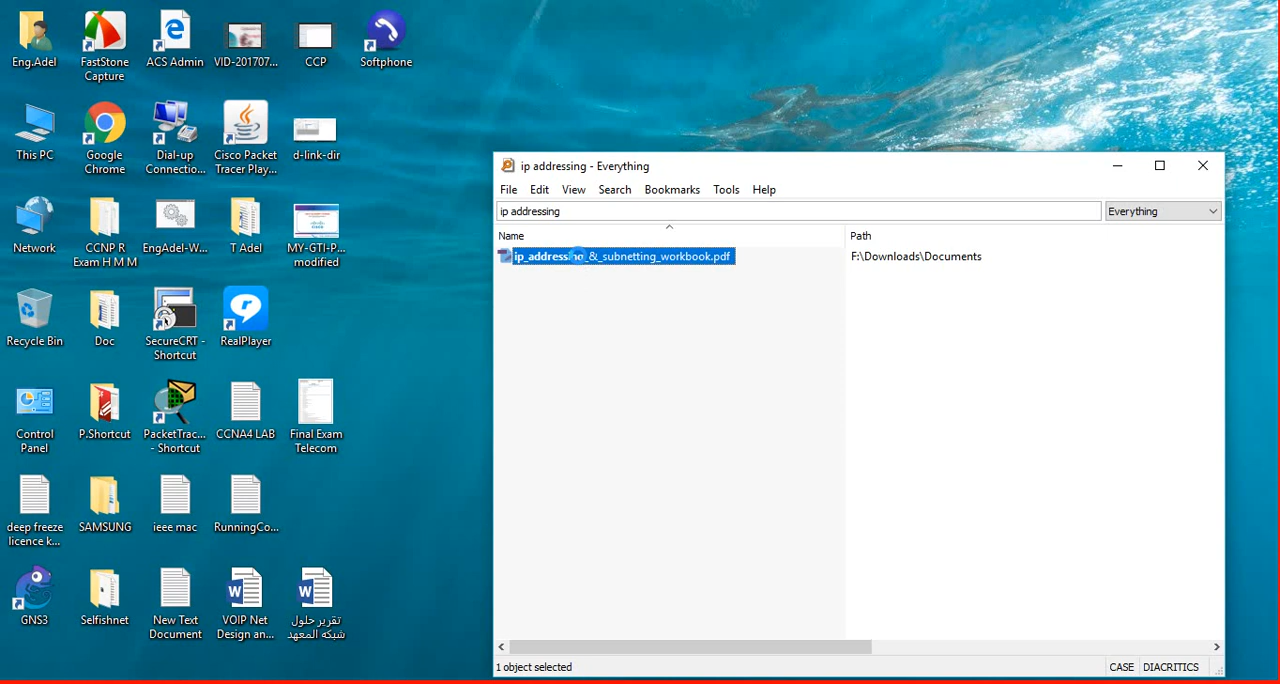 Eng.Adel
FastStone
Capture
ACS Admin
VID-201707...
CCP
Softphone
This PC
Google
Chrome
Dial-up
Connectio...
Cisco Packet
Tracer Play...
d-link-dir
Network
CCNP R
Exam H M M
EngAdel-W...
T Adel
MY-GTI-P...
modified
Recycle Bin
Doc
SecureCRT -
Shortcut
RealPlayer
Control
Panel
P.Shortcut
PacketTrac...
- Shortcut
CCNA4 LAB
Final Exam
Telecom
deep freeze
licence k...
SAMSUNG
ieee mac
RunningCo...
GNS3
Selfishnet
New Text
Document
VOIP Net
Design an...
تقرير حلول
شبكه المعهد
ip addressing - Everything
File Edit View Search Bookmarks Tools Help
ip addressing
Everything
Name
Path
ip_addressing_&_subnetting_workbook.pdf
F:\Downloads\Documents
1 object selected
CASE
DIACRITICS